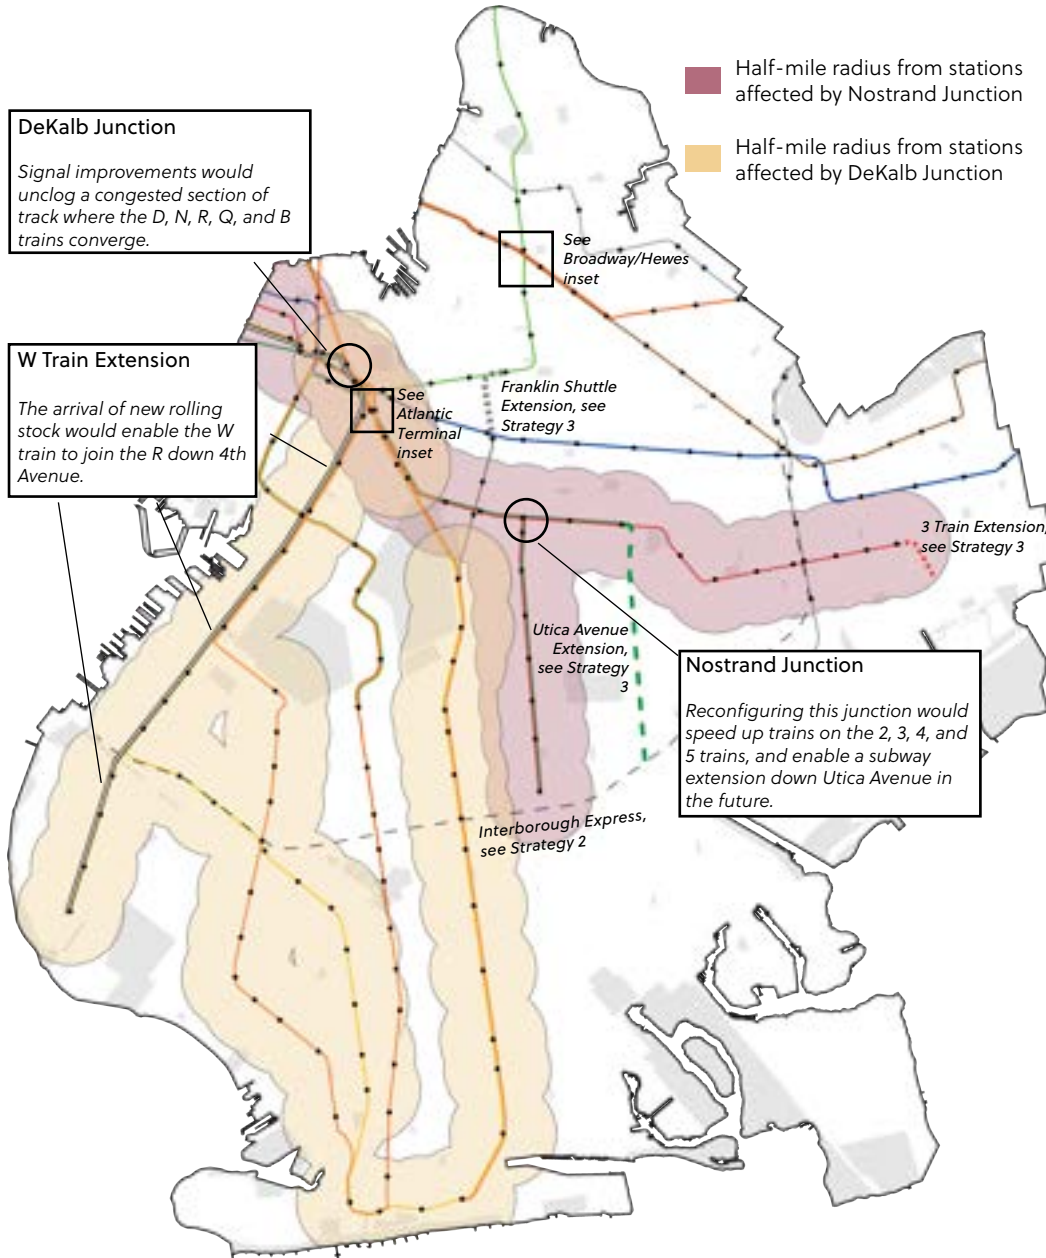 Half-mile radius from stations
affected by Nostrand Junction
Half-mile radius from stations
affected by DeKalb Junction
DeKalb Junction
Signal improvements would
unclog a congested section of
track where the D, N, R, Q, and B
trains converge.
See
Broadway/Hewes
inset
W Train Extension
The arrival of new rolling
stock would enable the W
train to join the R down 4th
Avenue.
Franklin Shuttle
Extension, see
Strategy 3
See
Atlantic
Terminal
inset
3 Train Extension,
see Strategy 3
Utica Avenue
Extension,
see Strategy
3
Nostrand Junction
Reconfiguring this junction would
speed up trains on the 2, 3, 4, and
5 trains, and enable a subway
extension down Utica Avenue in
the future.
Interborough Express,
see Strategy 2